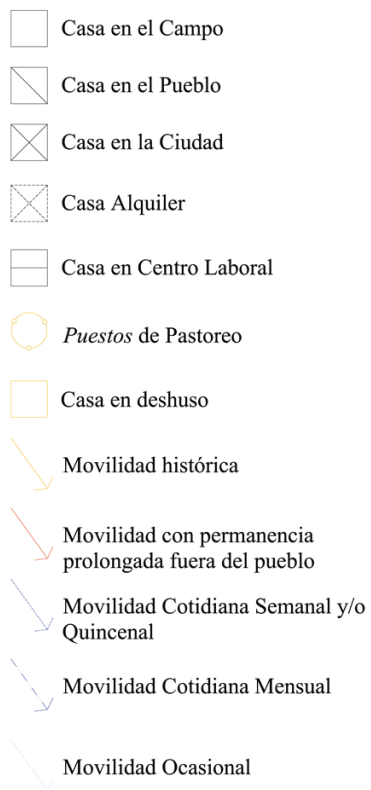 Casa en el Campo
Casa en el Pueblo
Casa en la Ciudad
Casa Alquiler
Casa en Centro Laboral
Puestos de Pastoreo
Casa en deshuso
Movilidad histórica
Movilidad con permanencia
prolongada fuera del pueblo
Movilidad Cotidiana Semanal y/o
Quincenal
Movilidad Cotidiana Mensual
Movilidad Ocasional